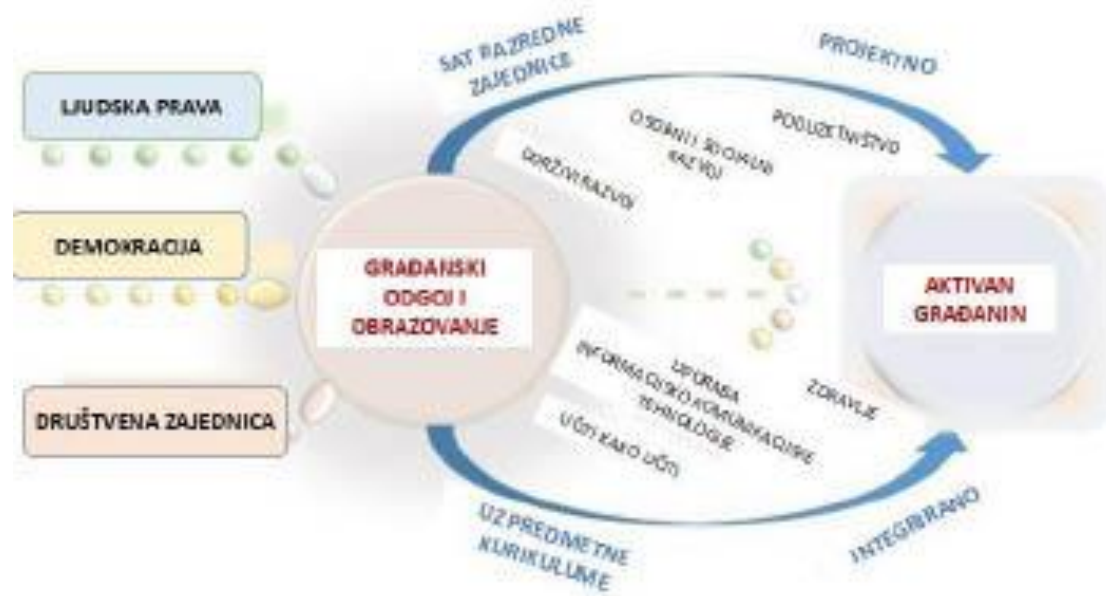 LJUDSKA PRAVA
DEMOKRACIJA
DRUŠTVENA ZAJEDNICA
GRAĐANSKI
ODGOJ I
OBRAZOVANJE
SAT RAZREDNE
ZAJEDNICE
PROJEKTNO
ODRŽIVI RAZVOJ
OSOBNI I SOCIJALNI
RAZVOJ
PODUZETNIŠTVO
UPORABA
INFORMACIJSKO KOMUNIKACIJSKE
TEHNOLOGIJE
UČITI KAKO UČITI
ZDRAVLJE
UZ PREDMETNE
KURIKULUME
INTEGRIRANO
AKTIVAN
GRAĐANIN